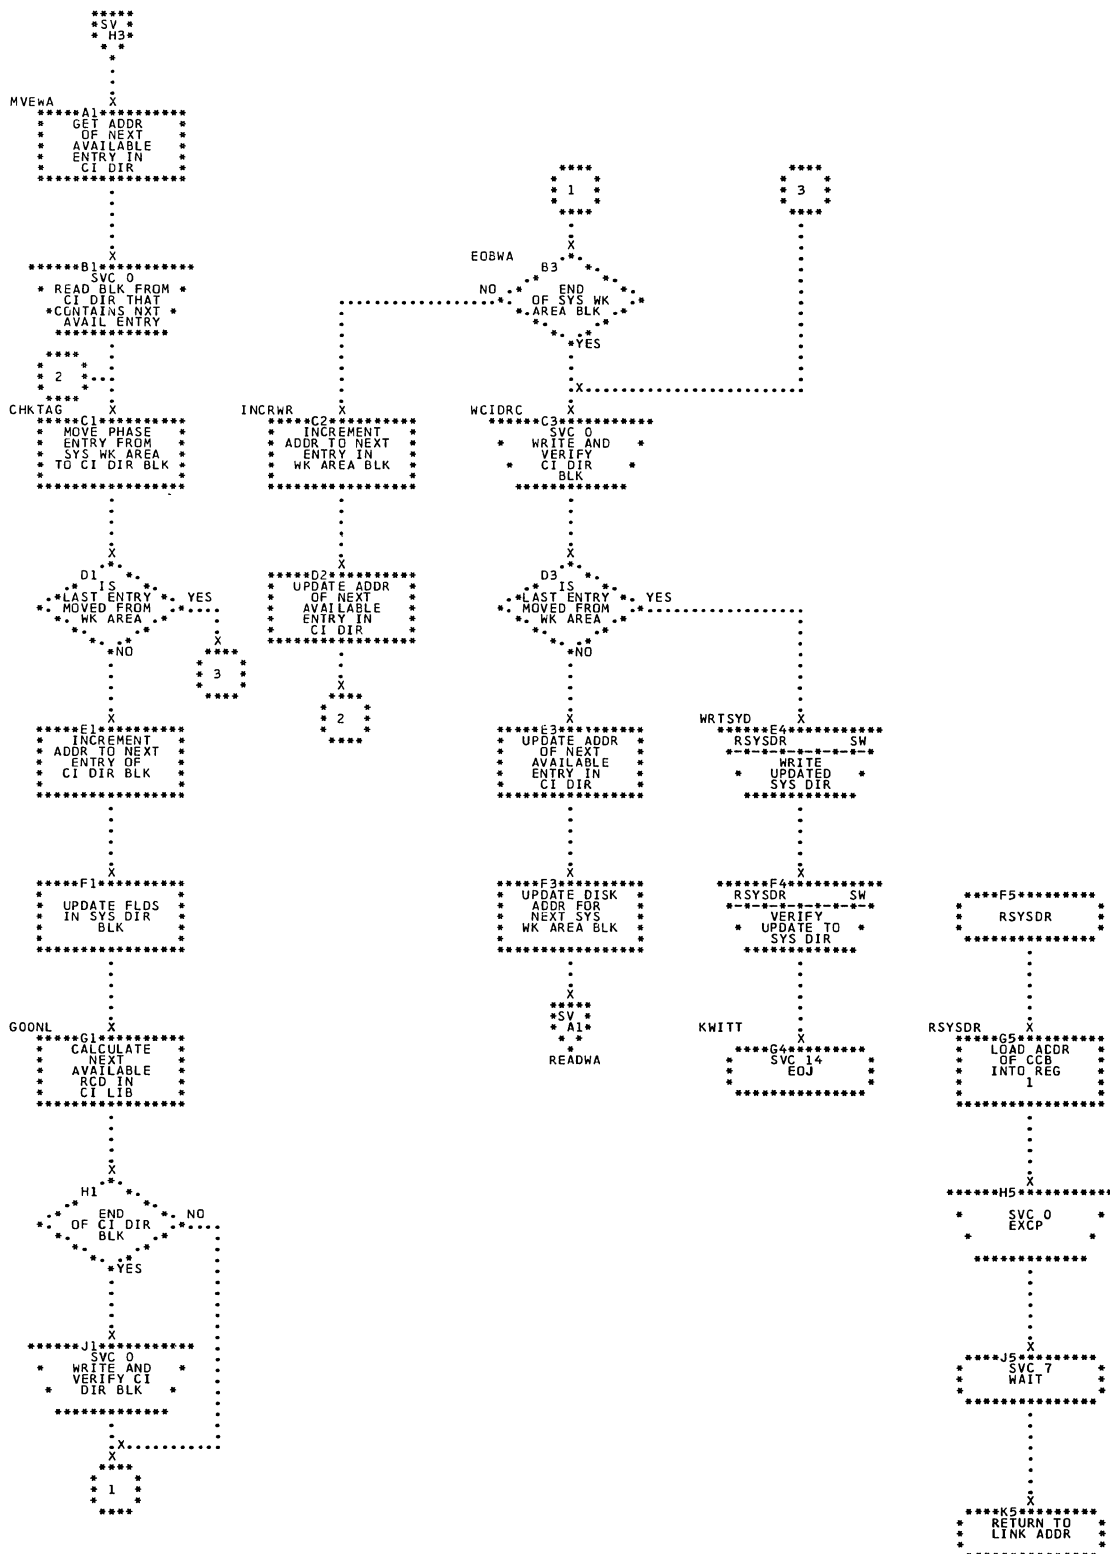 SV
H3
MVEWA
A1
GET ADDR
OF NEXT
AVAILABLE
ENTRY IN
CI DIR
B1
SVC 0
READ BLK FROM
CI DIR THAT
CONTAINS NXT
AVAIL ENTRY
2
CHKTAG
C1
MOVE PHASE
ENTRY FROM
SYS WK AREA
TO CI DIR BLK
D1
IS
LAST ENTRY
MOVED FROM
WK AREA
YES
NO
3
E1
INCREMENT
ADDR TO NEXT
ENTRY OF
CI DIR BLK
F1
UPDATE FLDS
IN SYS DIR
BLK
GOONL
G1
CALCULATE
NEXT
AVAILABLE
RCD IN
CI LIB
H1
END
OF CI DIR
BLK
NO
YES
J1
SVC 0
WRITE AND
VERIFY CI
DIR BLK
1
INCRWR
C2
INCREMENT
ADDR TO NEXT
ENTRY IN
WK AREA BLK
D2
UPDATE ADDR
OF NEXT
AVAILABLE
ENTRY IN
CI DIR
2
1
EOBWA
B3
END
OF SYS WK
AREA BLK
NO
YES
WCIDRC
C3
SVC 0
WRITE AND
VERIFY
CI DIR
BLK
D3
IS
LAST ENTRY
MOVED FROM
WK AREA
YES
NO
E3
UPDATE ADDR
OF NEXT
AVAILABLE
ENTRY IN
CI DIR
F3
UPDATE DISK
ADDR FOR
NEXT SYS
WK AREA BLK
SV
A1
READWA
3
WRTSYD
E4
RSYSDR SW
WRITE
UPDATED
SYS DIR
F4
RSYSDR SW
VERIFY
UPDATE TO
SYS DIR
KWITT
G4
SVC 14
EOJ
F5
RSYSDR
RSYSDR
G5
LOAD ADDR
OF CCB
INTO REG
1
H5
SVC 0
EXCP
J5
SVC 7
WAIT
K5
RETURN TO
LINK ADDR